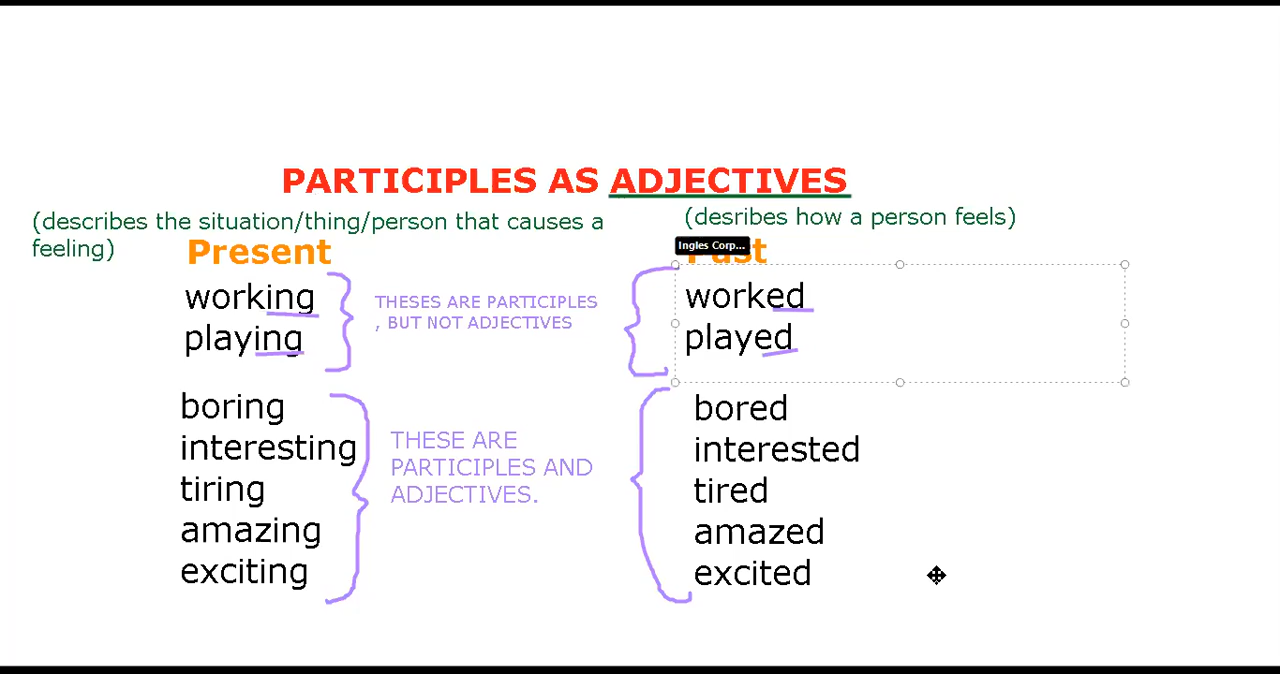 PARTICIPLES AS ADJECTIVES
(describes the situation/thing/person that causes a
feeling)
Present
working
playing
THESES ARE PARTICIPLES
, BUT NOT ADJECTIVES
boring
interesting
tiring
amazing
exciting
THESE ARE
PARTICIPLES AND
ADJECTIVES.
(desribes how a person feels)
Ingles Corp...
Past
worked
played
bored
interested
tired
amazed
excited